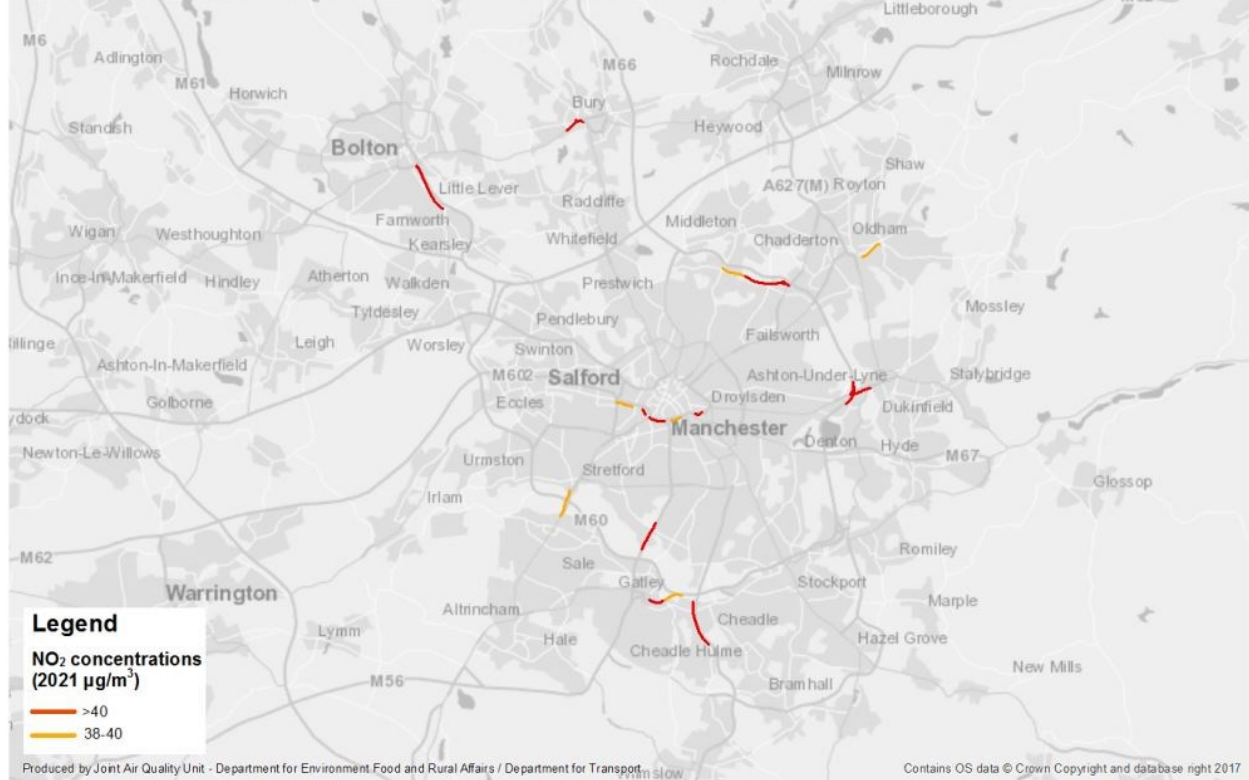 Littleborough
M6
Adlington
M61
Horwich
M66
Rochdale
Milnrow
Standish
Bury
Heywood
Bolton
Shaw
Little Lever
A627(M) Royton
Radcliffe
Farnworth
Middleton
Wigan
Westhoughton
Kearsley
Whitefield
Chadderton
Oldham
Ince-In-Makerfield
Hindley
Atherton
Walkden
Prestwich
Mossley
Tyldesley
Pendlebury
Failsworth
illinge
Leigh
Worsley
Swinton
Ashton-In-Makerfield
M602
Salford
Ashton-Under-Lyne
Stalybridge
Golborne
Eccles
Droylsden
Dukinfield
ydock
Manchester
Denton
Hyde
M67
Newton-Le-Willows
Urmston
Stretford
Glossop
Irlam
M60
M62
Romiley
Sale
Warrington
Gatley
Stockport
Marple
Altrincham
Cheadle
Lymm
Hale
Cheadle Hulme
Hazel Grove
New Mills
M56
Bramhall
Wilmslow
Legend
NO₂ concentrations
(2021 µg/m³)
>40
38-40
Produced by Joint Air Quality Unit - Department for Environment Food and Rural Affairs / Department for Transport
Contains OS data © Crown Copyright and database right 2017